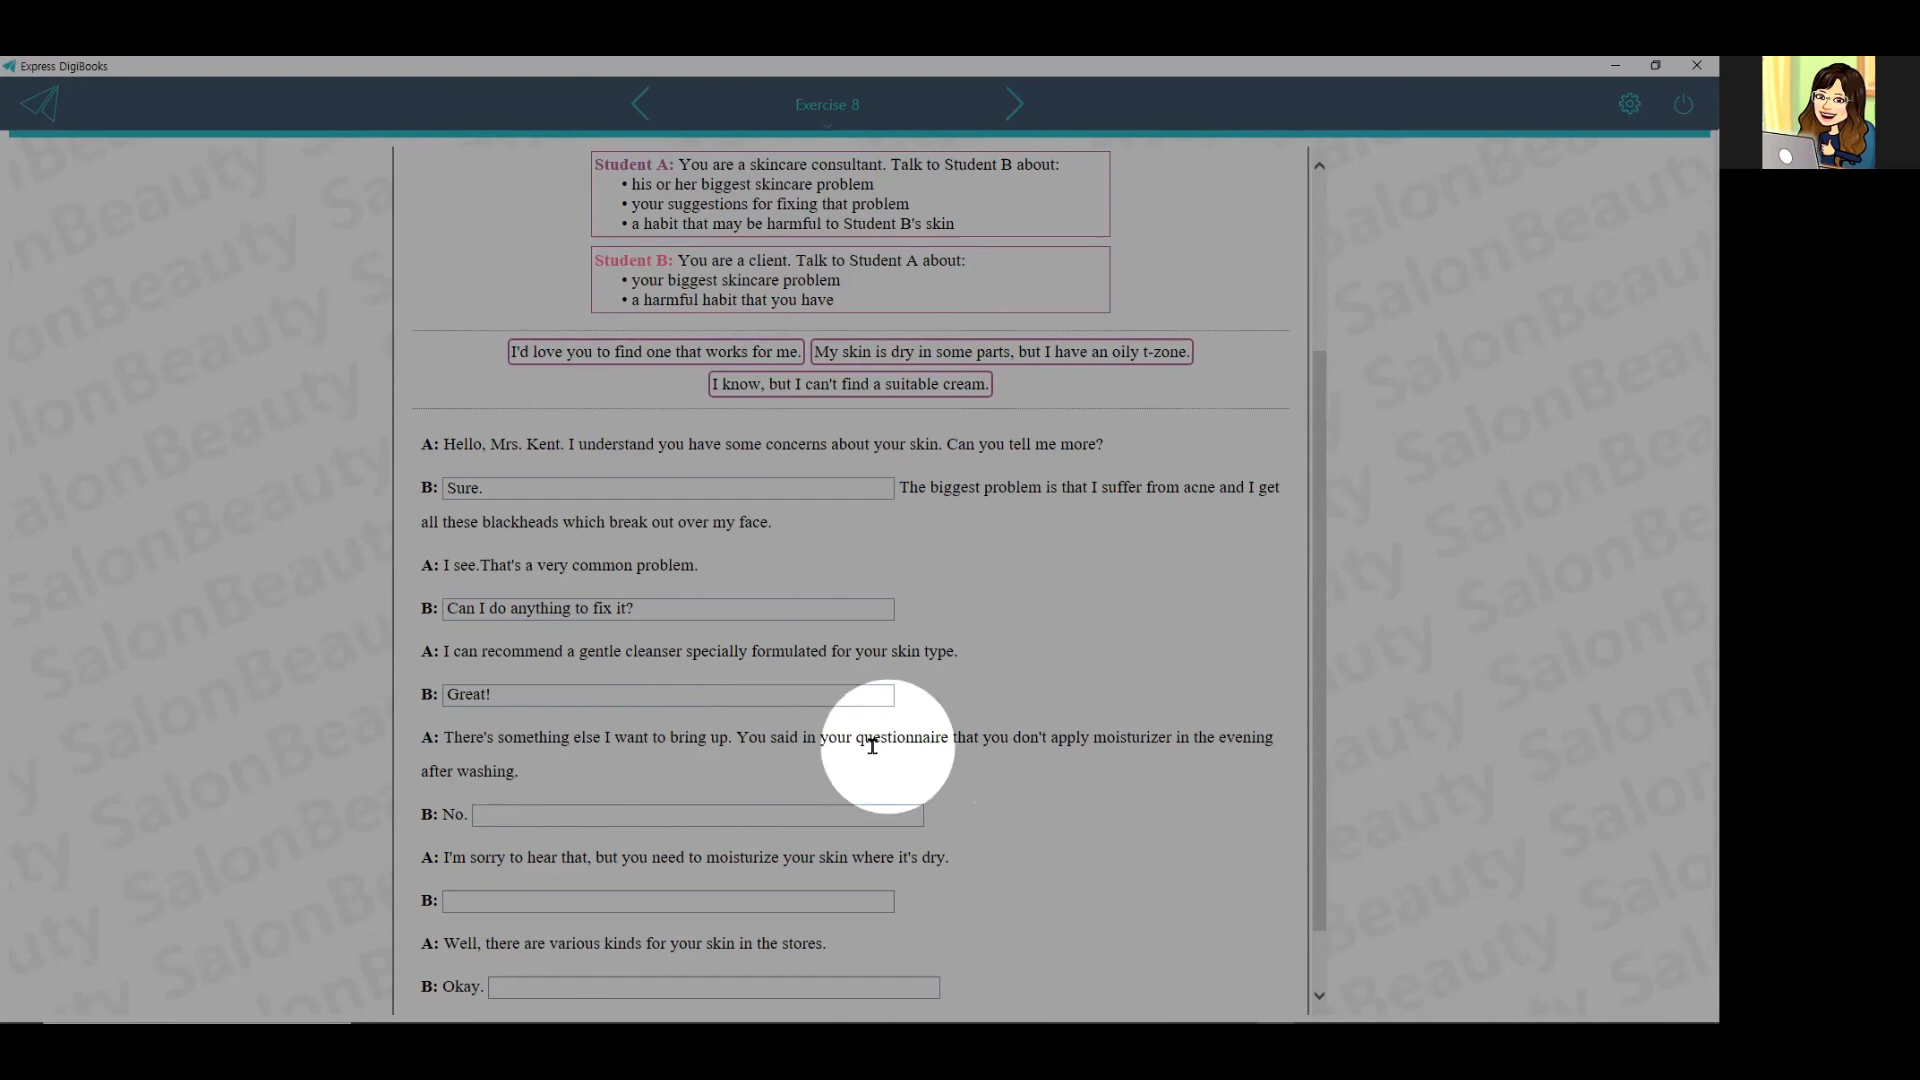 Express DigiBooks
Exercise 8
Student A: You are a skincare consultant. Talk to Student B about:
• his or her biggest skincare problem
• your suggestions for fixing that problem
• a habit that may be harmful to Student B's skin
Student B: You are a client. Talk to Student A about:
• your biggest skincare problem
• a harmful habit that you have
I'd love you to find one that works for me. My skin is dry in some parts, but I have an oily t-zone.
I know, but I can't find a suitable cream.
A: Hello, Mrs. Kent. I understand you have some concerns about your skin. Can you tell me more?
B: Sure. The biggest problem is that I suffer from acne and I get
all these blackheads which break out over my face.
A: I see.That's a very common problem.
B: Can I do anything to fix it?
A: I can recommend a gentle cleanser specially formulated for your skin type.
B: Great!
A: There's something else I want to bring up. You said in your questionnaire that you don't apply moisturizer in the evening
after washing.
B: No.
A: I'm sorry to hear that, but you need to moisturize your skin where it's dry.
B:
A: Well, there are various kinds for your skin in the stores.
B: Okay.
SalonBeauty